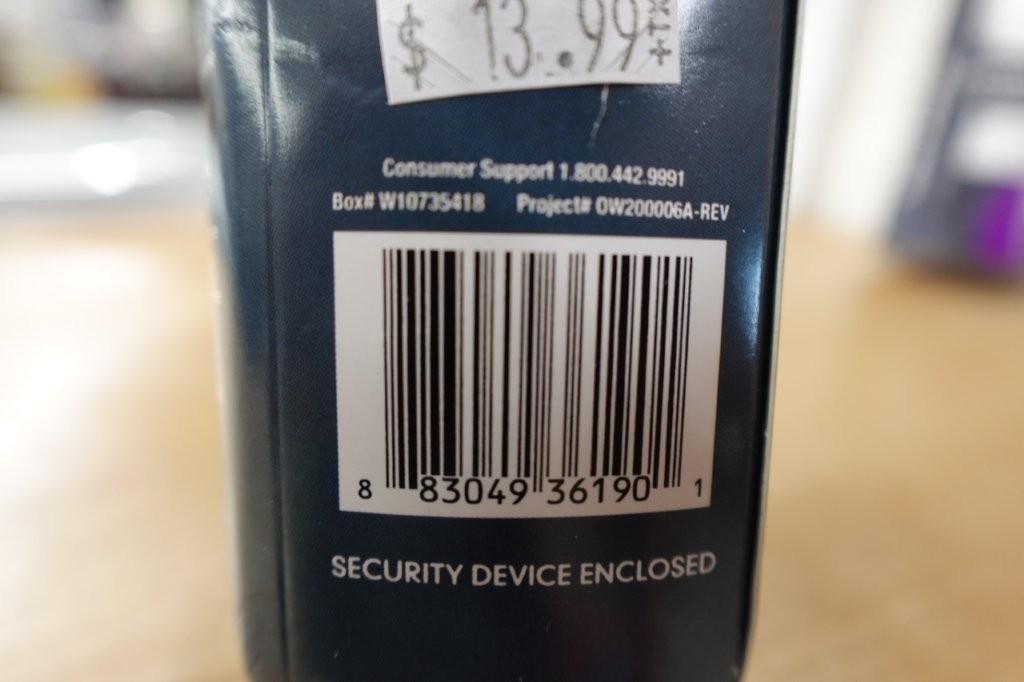 $ 13.99 +TX
Consumer Support 1.800.442.9991
Box# W10735418 Project# OW200006A-REV
8 83049 36190 1
SECURITY DEVICE ENCLOSED